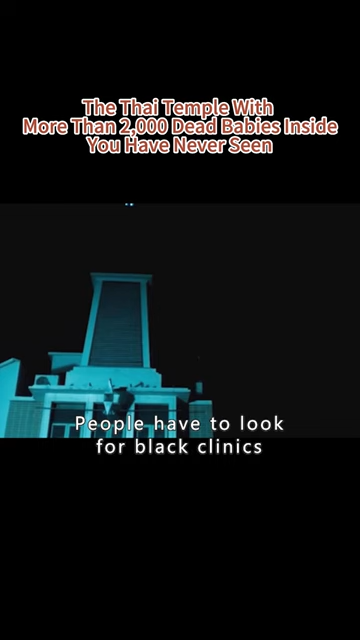 The Thai Temple With
More Than 2,000 Dead Babies Inside
You Have Never Seen
People have to look
for black clinics